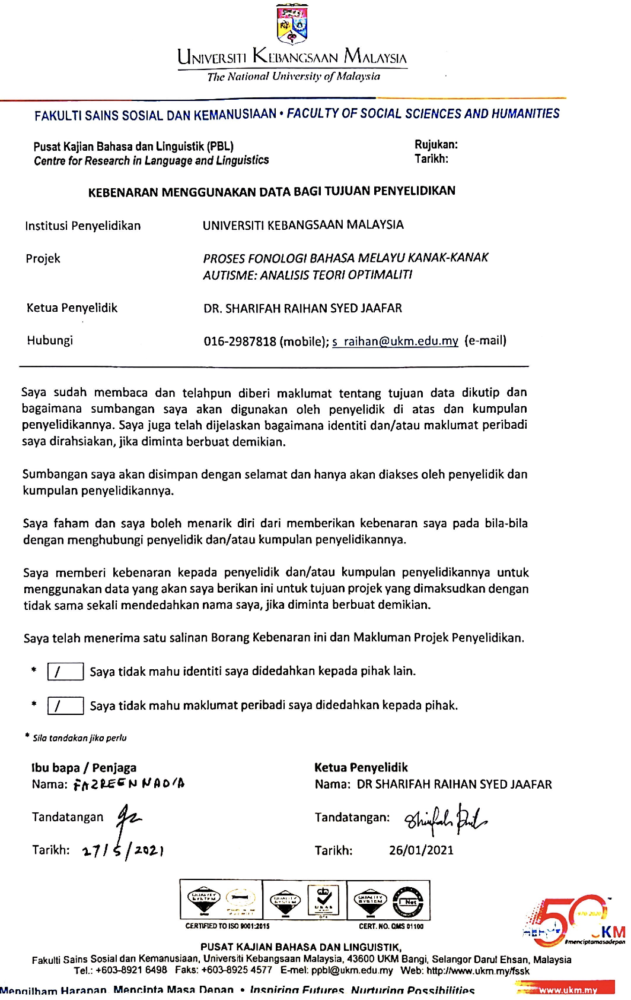 UNIVERSITI KEBANGSAAN MALAYSIA
The National University of Malaysia
FAKULTI SAINS SOSIAL DAN KEMANUSIAAN • FACULTY OF SOCIAL SCIENCES AND HUMANITIES
Pusat Kajian Bahasa dan Linguistik (PBL)
Centre for Research in Language and Linguistics
Rujukan:
Tarikh:
KEBENARAN MENGGUNAKAN DATA BAGI TUJUAN PENYELIDIKAN
Institusi Penyelidikan UNIVERSITI KEBANGSAAN MALAYSIA
Projek PROSES FONOLOGI BAHASA MELAYU KANAK-KANAK
AUTISME: ANALISIS TEORI OPTIMALITI
Ketua Penyelidik DR. SHARIFAH RAIHAN SYED JAAFAR
Hubungi 016-2987818 (mobile); s_raihan@ukm.edu.my (e-mail)
Saya sudah membaca dan telahpun diberi maklumat tentang tujuan data dikutip dan
bagaimana sumbangan saya akan digunakan oleh penyelidik di atas dan kumpulan
penyelidikannya. Saya juga telah dijelaskan bagaimana identiti dan/atau maklumat peribadi
saya dirahsiakan, jika diminta berbuat demikian.
Sumbangan saya akan disimpan dengan selamat dan hanya akan diakses oleh penyelidik dan
kumpulan penyelidikannya.
Saya faham dan saya boleh menarik diri dari memberikan kebenaran saya pada bila-bila
dengan menghubungi penyelidik dan/atau kumpulan penyelidikannya.
Saya memberi kebenaran kepada penyelidik dan/atau kumpulan penyelidikannya untuk
menggunakan data yang akan saya berikan ini untuk tujuan projek yang dimaksudkan dengan
tidak sama sekali mendedahkan nama saya, jika diminta berbuat demikian.
Saya telah menerima satu salinan Borang Kebenaran ini dan Makluman Projek Penyelidikan.
* / Saya tidak mahu identiti saya didedahkan kepada pihak lain.
* / Saya tidak mahu maklumat peribadi saya didedahkan kepada pihak.
* Sila tandakan jika perlu
Ibu bapa / Penjaga
Nama: FAZREEN NADIA
Tandatangan
Tarikh: 27/5/2021
Ketua Penyelidik
Nama: DR SHARIFAH RAIHAN SYED JAAFAR
Tandatangan:
Tarikh: 26/01/2021
QUALITY SYSTEM
QUALITY SYSTEM
UKAS
QUALITY SYSTEM
IQNet
CERTIFIED TO ISO 9001:2015
CERT. NO. QMS 01100
50
UKM
#menciptamasadepan
PUSAT KAJIAN BAHASA DAN LINGUISTIK,
Fakulti Sains Sosial dan Kemanusiaan, Universiti Kebangsaan Malaysia, 43600 UKM Bangi, Selangor Darul Ehsan, Malaysia
Tel.: +603-8921 6498 Faks: +603-8925 4577 E-mel: ppbl@ukm.edu.my Web: http://www.ukm.my/fssk
Mengilham Harapan, Mencipta Masa Depan • Inspiring Futures, Nurturing Possibilities
www.ukm.my